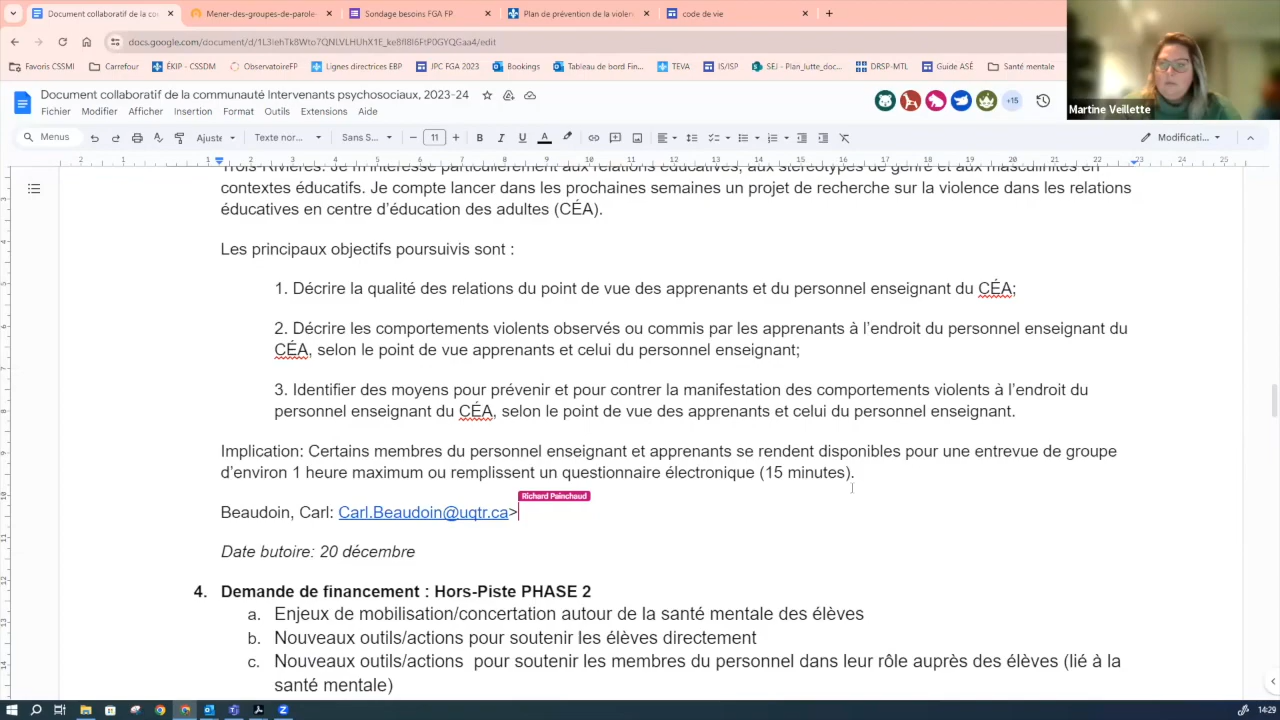 Document collaboratif de la co
Mener-des-groupes-de-parole-
Sondage besoins FGA FP
Plan de prévention de la violen
code de vie
docs.google.com/document/d/1L3IehTk8Wto7QNLVLHUhX1E_ke8fI8I6FtP0GYQGaa4/edit
Favoris CSSMI
Carrefour
ÉKIP - CSSDM
ObservatoireFP
Lignes directrices EBP
JPC FGA 2023
Bookings
Tableau de bord Fin...
TEVA
IS/ISP
SEJ - Plan_lutte_doc...
DRSP-MTL
Guide ASÉ
Santé mentale
Martine Veillette
Document collaboratif de la communauté Intervenants psychosociaux, 2023-24
+15
Fichier Modifier Afficher Insertion Format Outils Extensions Aide
Menus
Ajuste
Texte nor...
Sans S...
11
Modificati...
Trois-Rivières. Je m'intéresse particulièrement aux relations éducatives, aux stéréotypes de genre et aux masculinités en
contextes éducatifs. Je compte lancer dans les prochaines semaines un projet de recherche sur la violence dans les relations
éducatives en centre d'éducation des adultes (CÉA).
Les principaux objectifs poursuivis sont :
1. Décrire la qualité des relations du point de vue des apprenants et du personnel enseignant du CÉA;
2. Décrire les comportements violents observés ou commis par les apprenants à l'endroit du personnel enseignant du
CÉA, selon le point de vue apprenants et celui du personnel enseignant;
3. Identifier des moyens pour prévenir et pour contrer la manifestation des comportements violents à l'endroit du
personnel enseignant du CÉA, selon le point de vue des apprenants et celui du personnel enseignant.
Implication: Certains membres du personnel enseignant et apprenants se rendent disponibles pour une entrevue de groupe
d'environ 1 heure maximum ou remplissent un questionnaire électronique (15 minutes).
Richard Painchaud
Beaudoin, Carl: Carl.Beaudoin@uqtr.ca>
Date butoire: 20 décembre
4. Demande de financement : Hors-Piste PHASE 2
a. Enjeux de mobilisation/concertation autour de la santé mentale des élèves
b. Nouveaux outils/actions pour soutenir les élèves directement
c. Nouveaux outils/actions pour soutenir les membres du personnel dans leur rôle auprès des élèves (lié à la
santé mentale)
14:29